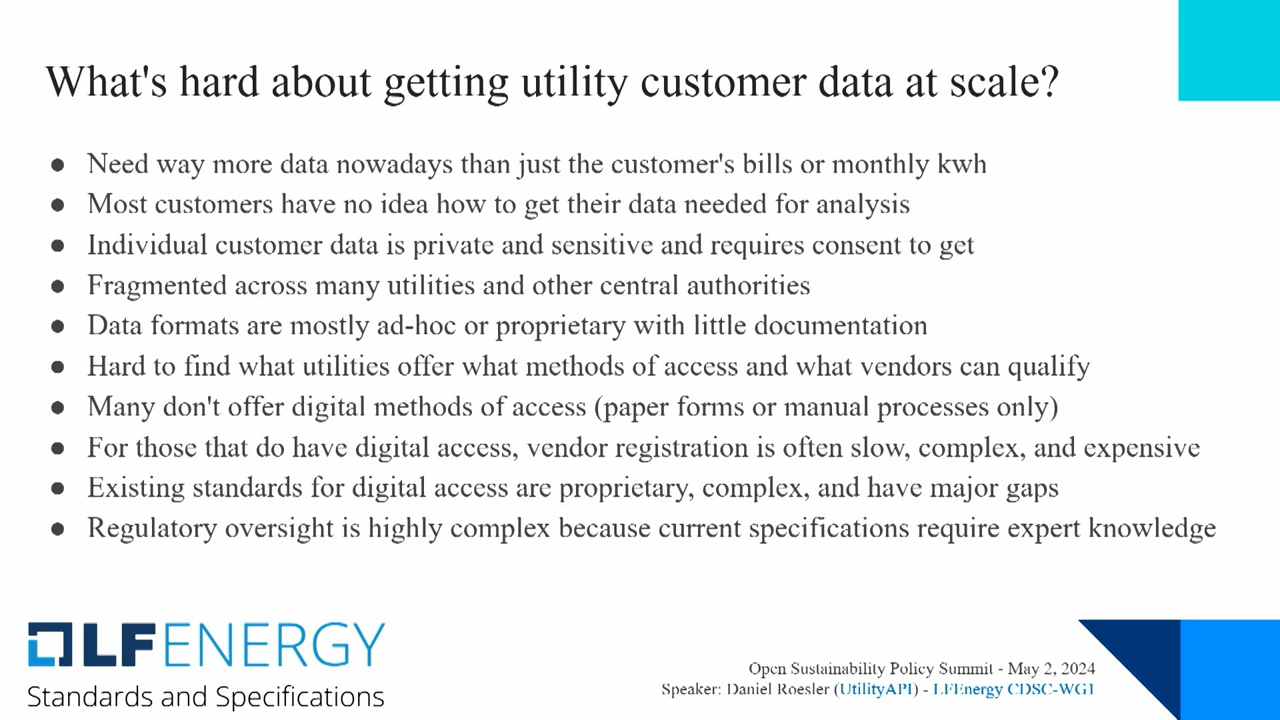 What's hard about getting utility customer data at scale?
● Need way more data nowadays than just the customer's bills or monthly kwh
● Most customers have no idea how to get their data needed for analysis
● Individual customer data is private and sensitive and requires consent to get
● Fragmented across many utilities and other central authorities
● Data formats are mostly ad-hoc or proprietary with little documentation
● Hard to find what utilities offer what methods of access and what vendors can qualify
● Many don't offer digital methods of access (paper forms or manual processes only)
● For those that do have digital access, vendor registration is often slow, complex, and expensive
● Existing standards for digital access are proprietary, complex, and have major gaps
● Regulatory oversight is highly complex because current specifications require expert knowledge
LFENERGY
Standards and Specifications
Open Sustainability Policy Summit - May 2, 2024
Speaker: Daniel Roesler (UtilityAPI) - LFEnergy CDSC-WG1